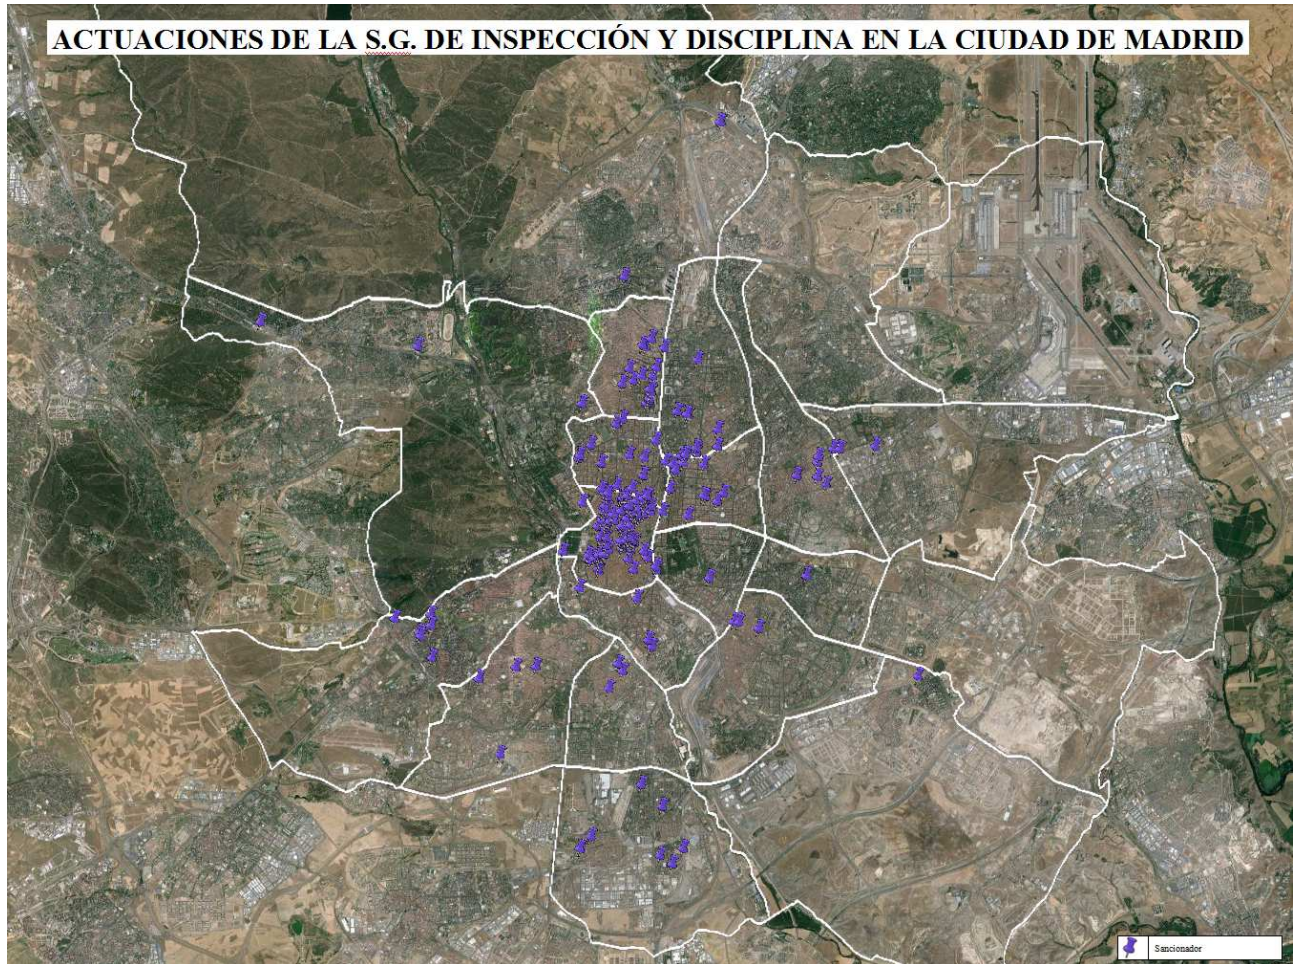 ACTUACIONES DE LA S.G. DE INSPECCIÓN Y DISCIPLINA EN LA CIUDAD DE MADRID
Sancionador